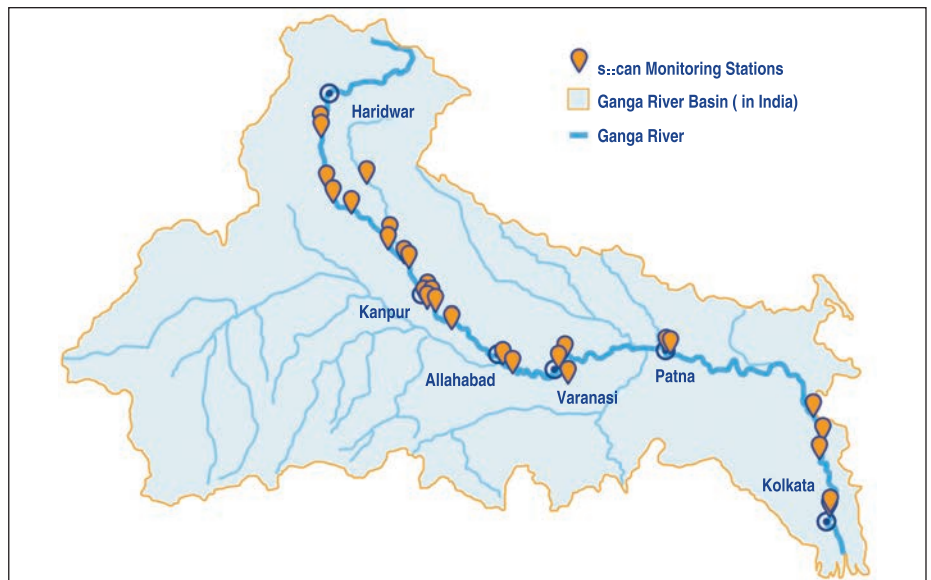 s::can Monitoring Stations
Ganga River Basin ( in India)
Ganga River
Haridwar
Kanpur
Allahabad
Varanasi
Patna
Kolkata